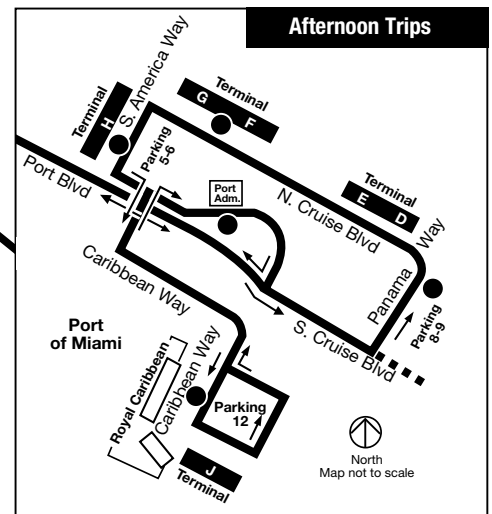 Afternoon Trips
S. America Way
Terminal
G F
Terminal
H
Parking
5-6
Port Blvd
Port
Adm.
N. Cruise Blvd
Terminal
E D
Panama Way
Caribbean Way
S. Cruise Blvd
Parking
8-9
Port
of Miami
Royal Caribbean
Caribbean Way
Parking
12
J
Terminal
North
Map not to scale